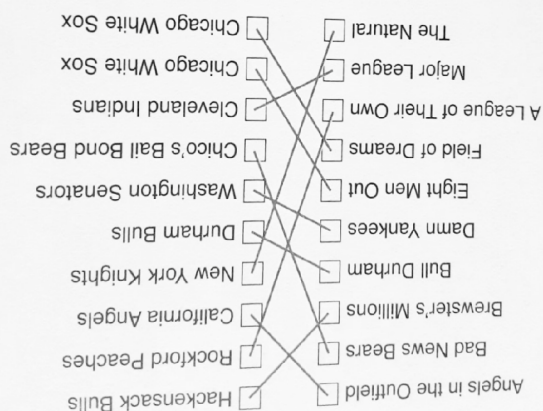 Angels in the Outfield
Bad News Bears
Brewster's Millions
Bull Durham
Damn Yankees
Eight Men Out
Field of Dreams
A League of Their Own
Major League
The Natural
Hackensack Bulls
Rockford Peaches
California Angels
New York Knights
Durham Bulls
Washington Senators
Chico's Bail Bond Bears
Cleveland Indians
Chicago White Sox
Chicago White Sox